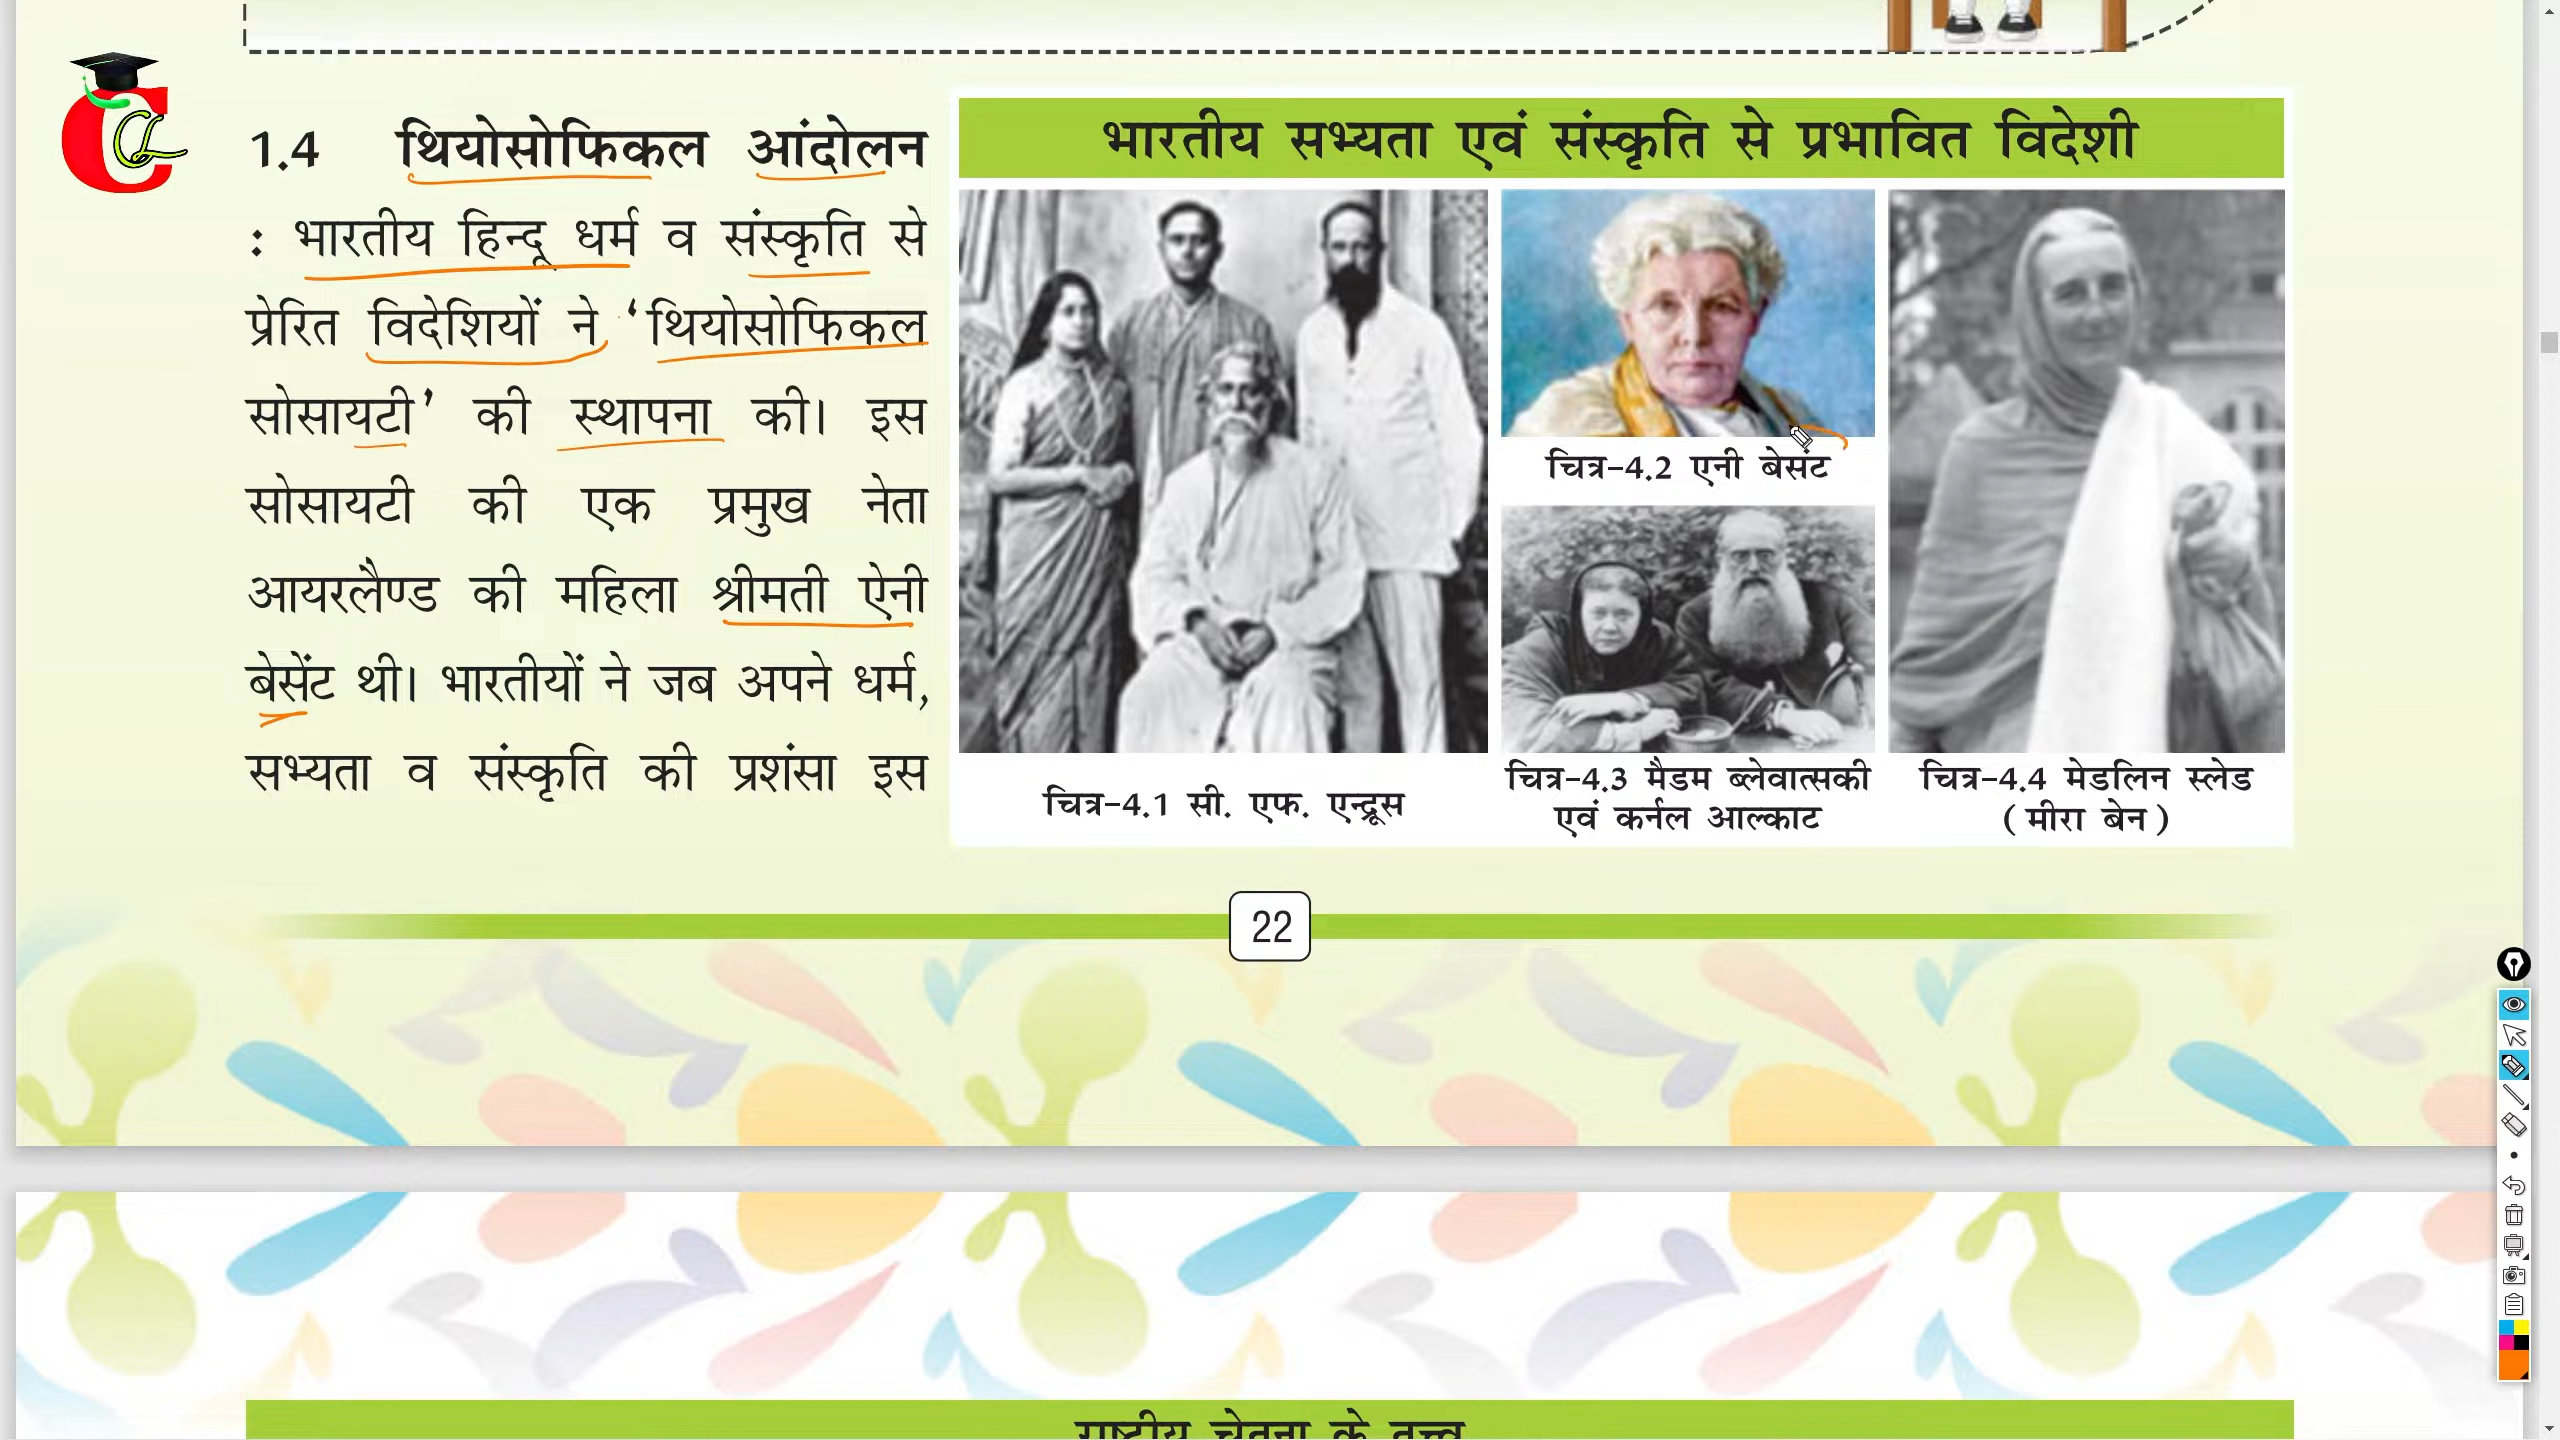 1.4 थियोसोफिकल आंदोलन
: भारतीय हिन्दू धर्म व संस्कृति से
प्रेरित विदेशियों ने ‘थियोसोफिकल
सोसायटी’ की स्थापना की। इस
सोसायटी की एक प्रमुख नेता
आयरलैण्ड की महिला श्रीमती ऐनी
बेसेंट थी। भारतीयों ने जब अपने धर्म,
सभ्यता व संस्कृति की प्रशंसा इस
भारतीय सभ्यता एवं संस्कृति से प्रभावित विदेशी
चित्र-4.1 सी. एफ. एन्द्रूस
चित्र-4.2 एनी बेसंट
चित्र-4.3 मैडम ब्लेवात्सकी
एवं कर्नल आल्काट
चित्र-4.4 मेडलिन स्लेड
( मीरा बेन )
22
राष्ट्रीय चेतना के तत्त्व